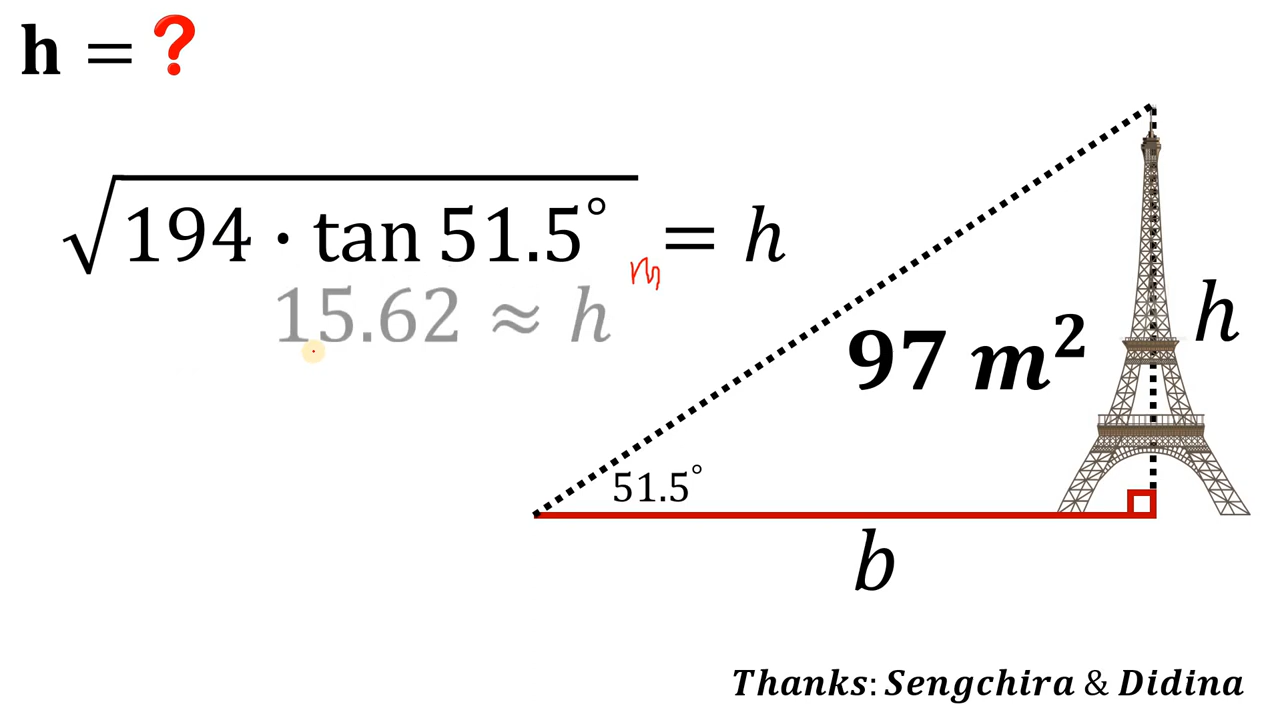 h = ?
√194 · tan 51.5° = h
m
15.62 ≈ h
97 m²
h
51.5°
b
Thanks: Sengchira & Didina